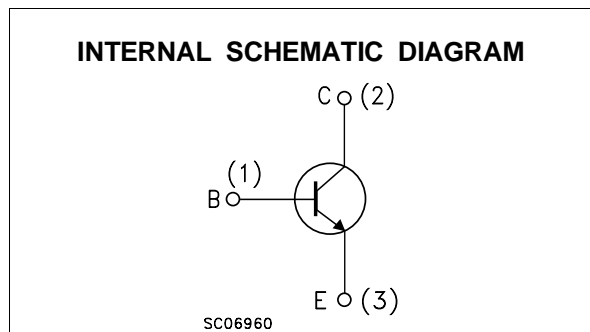 INTERNAL SCHEMATIC DIAGRAM
C (2)
(1)
B
E (3)
SC06960